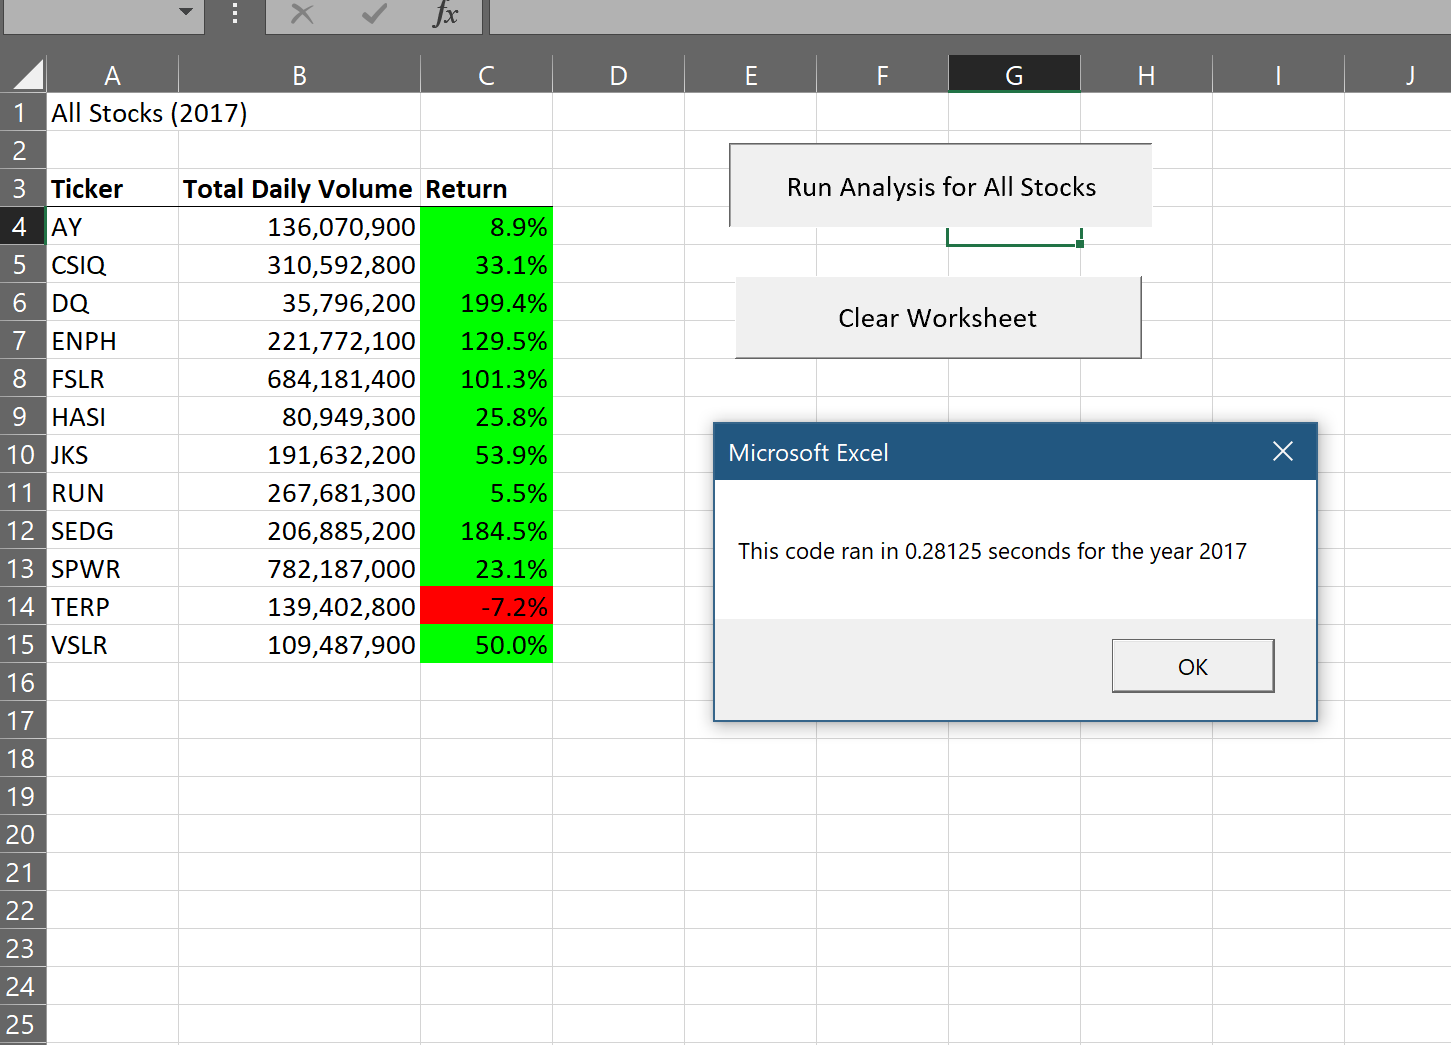 fx
A B C D E F G H I J
1 All Stocks (2017)
2
3 Ticker Total Daily Volume Return
4 AY 136,070,900 8.9%
5 CSIQ 310,592,800 33.1%
6 DQ 35,796,200 199.4%
7 ENPH 221,772,100 129.5%
8 FSLR 684,181,400 101.3%
9 HASI 80,949,300 25.8%
10 JKS 191,632,200 53.9%
11 RUN 267,681,300 5.5%
12 SEDG 206,885,200 184.5%
13 SPWR 782,187,000 23.1%
14 TERP 139,402,800 -7.2%
15 VSLR 109,487,900 50.0%
16
17
18
19
20
21
22
23
24
25
Run Analysis for All Stocks
Clear Worksheet
Microsoft Excel
This code ran in 0.28125 seconds for the year 2017
OK